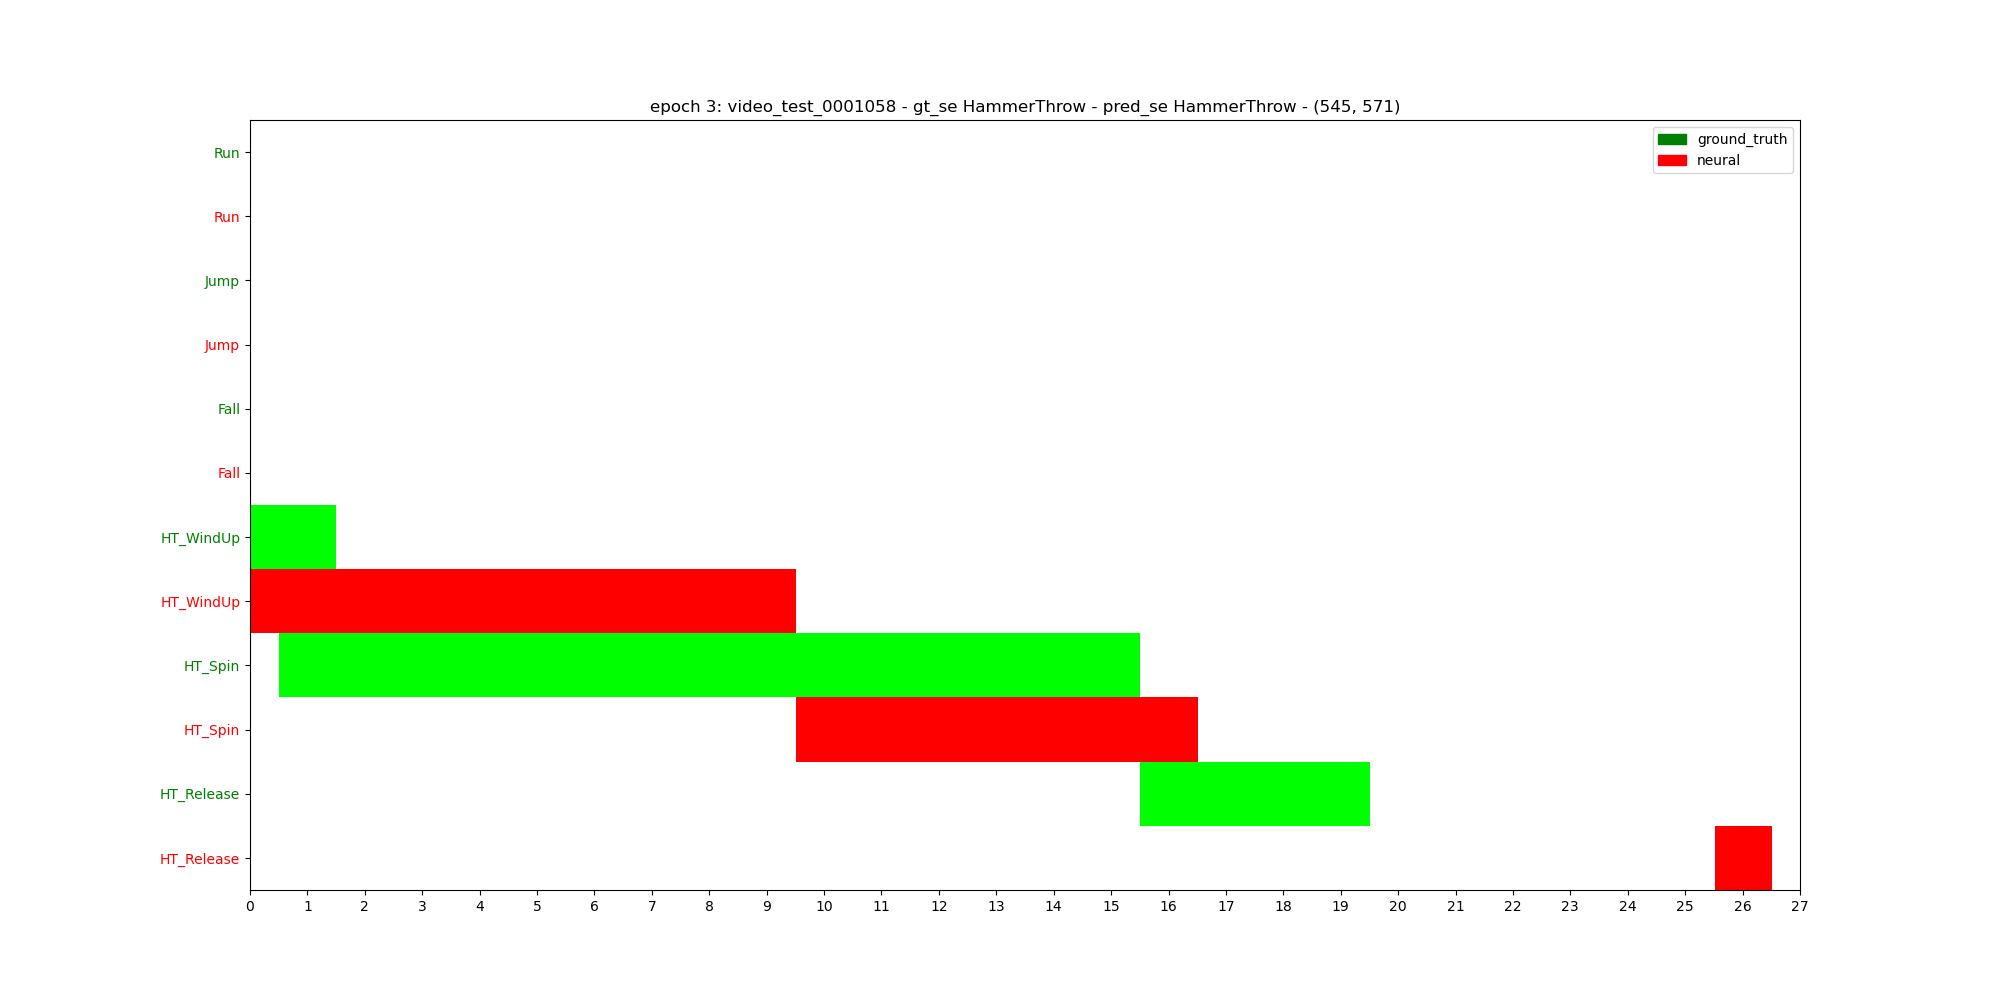 epoch 3: video_test_0001058 - gt_se HammerThrow - pred_se HammerThrow - (545, 571)
ground_truth
neural
Run
Run
Jump
Jump
Fall
Fall
HT_WindUp
HT_WindUp
HT_Spin
HT_Spin
HT_Release
HT_Release
0 1 2 3 4 5 6 7 8 9 10 11 12 13 14 15 16 17 18 19 20 21 22 23 24 25 26 27